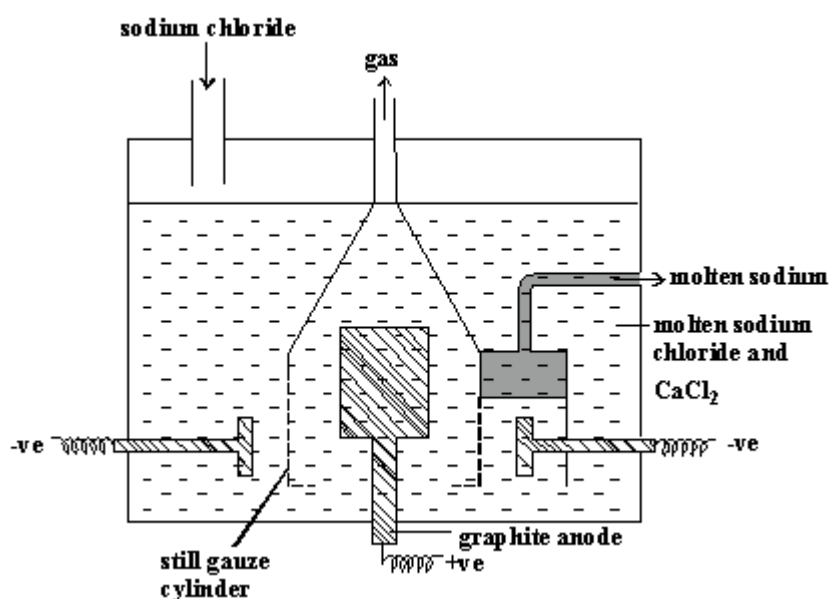 sodium chloride
gas
molten sodium
molten sodium
chloride and
CaCl₂
-ve
-ve
graphite anode
still gauze
cylinder
+ve